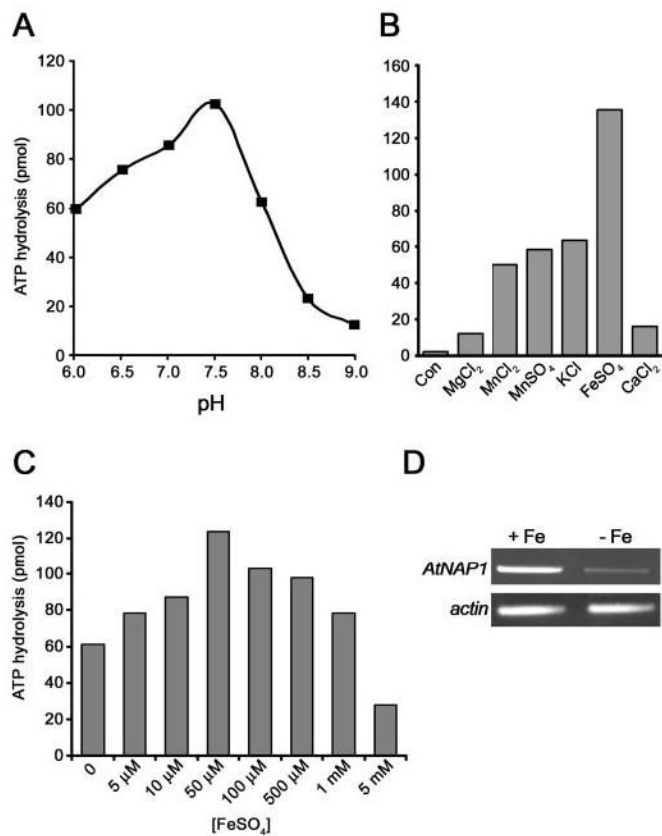 A
ATP hydrolysis (pmol)
120
100
80
60
40
20
0
6.0 6.5 7.0 7.5 8.0 8.5 9.0
pH
B
160
140
120
100
80
60
40
20
0
Con MgCl₂ MnCl₂ MnSO₄ KCl FeSO₄ CaCl₂
C
ATP hydrolysis (pmol)
140
120
100
80
60
40
20
0
0 5 µM 10 µM 50 µM 100 µM 500 µM 1 mM 5 mM
[FeSO₄]
D
+ Fe - Fe
AtNAP1
actin